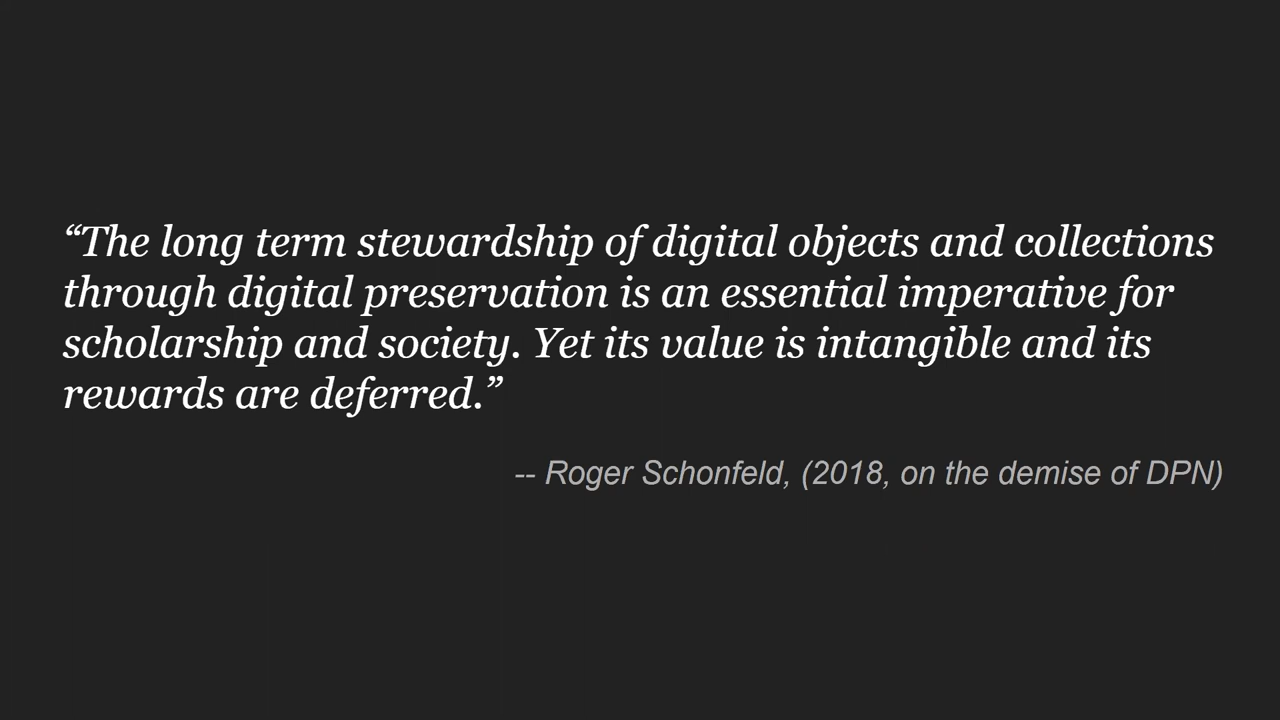 “The long term stewardship of digital objects and collections
through digital preservation is an essential imperative for
scholarship and society. Yet its value is intangible and its
rewards are deferred.”
-- Roger Schonfeld, (2018, on the demise of DPN)